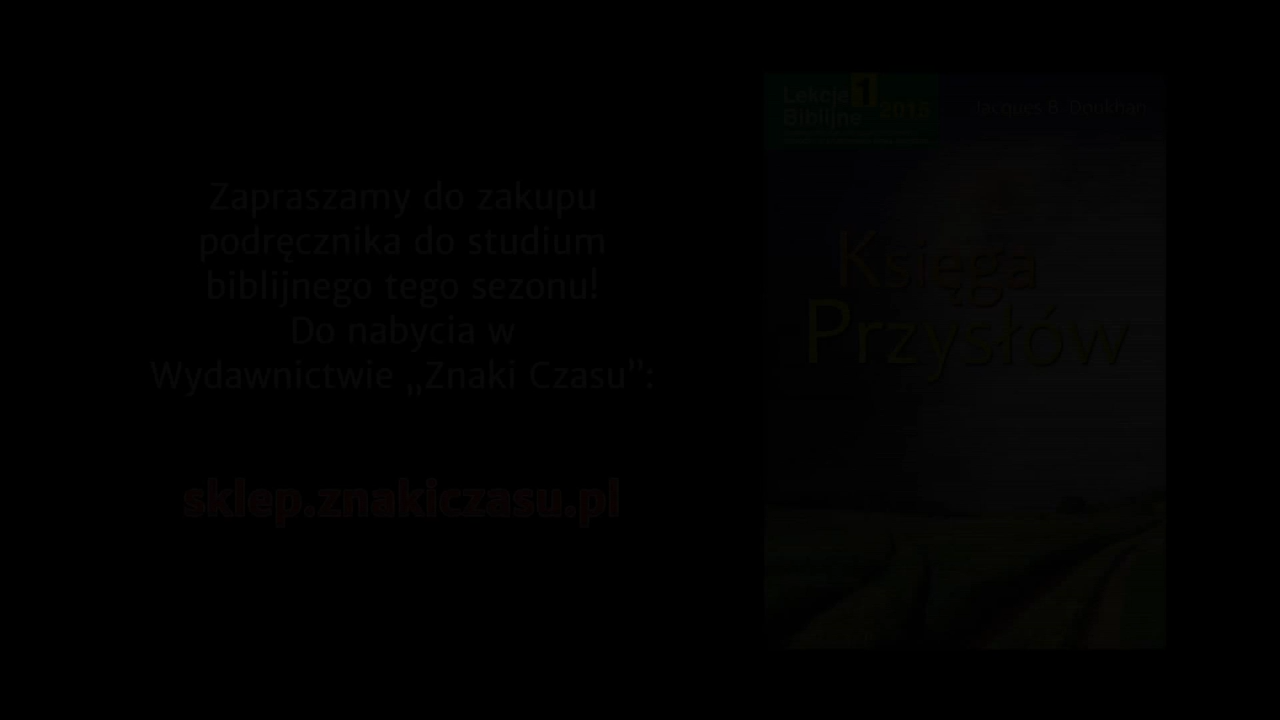 Zapraszamy do zakupu
podręcznika do studium
biblijnego tego sezonu!
Do nabycia w
Wydawnictwie „Znaki Czasu”:
sklep.znakiczasu.pl
Lekcje 1 2015
Biblijne
Jacques B. Doukhan
Księga
Przysłów